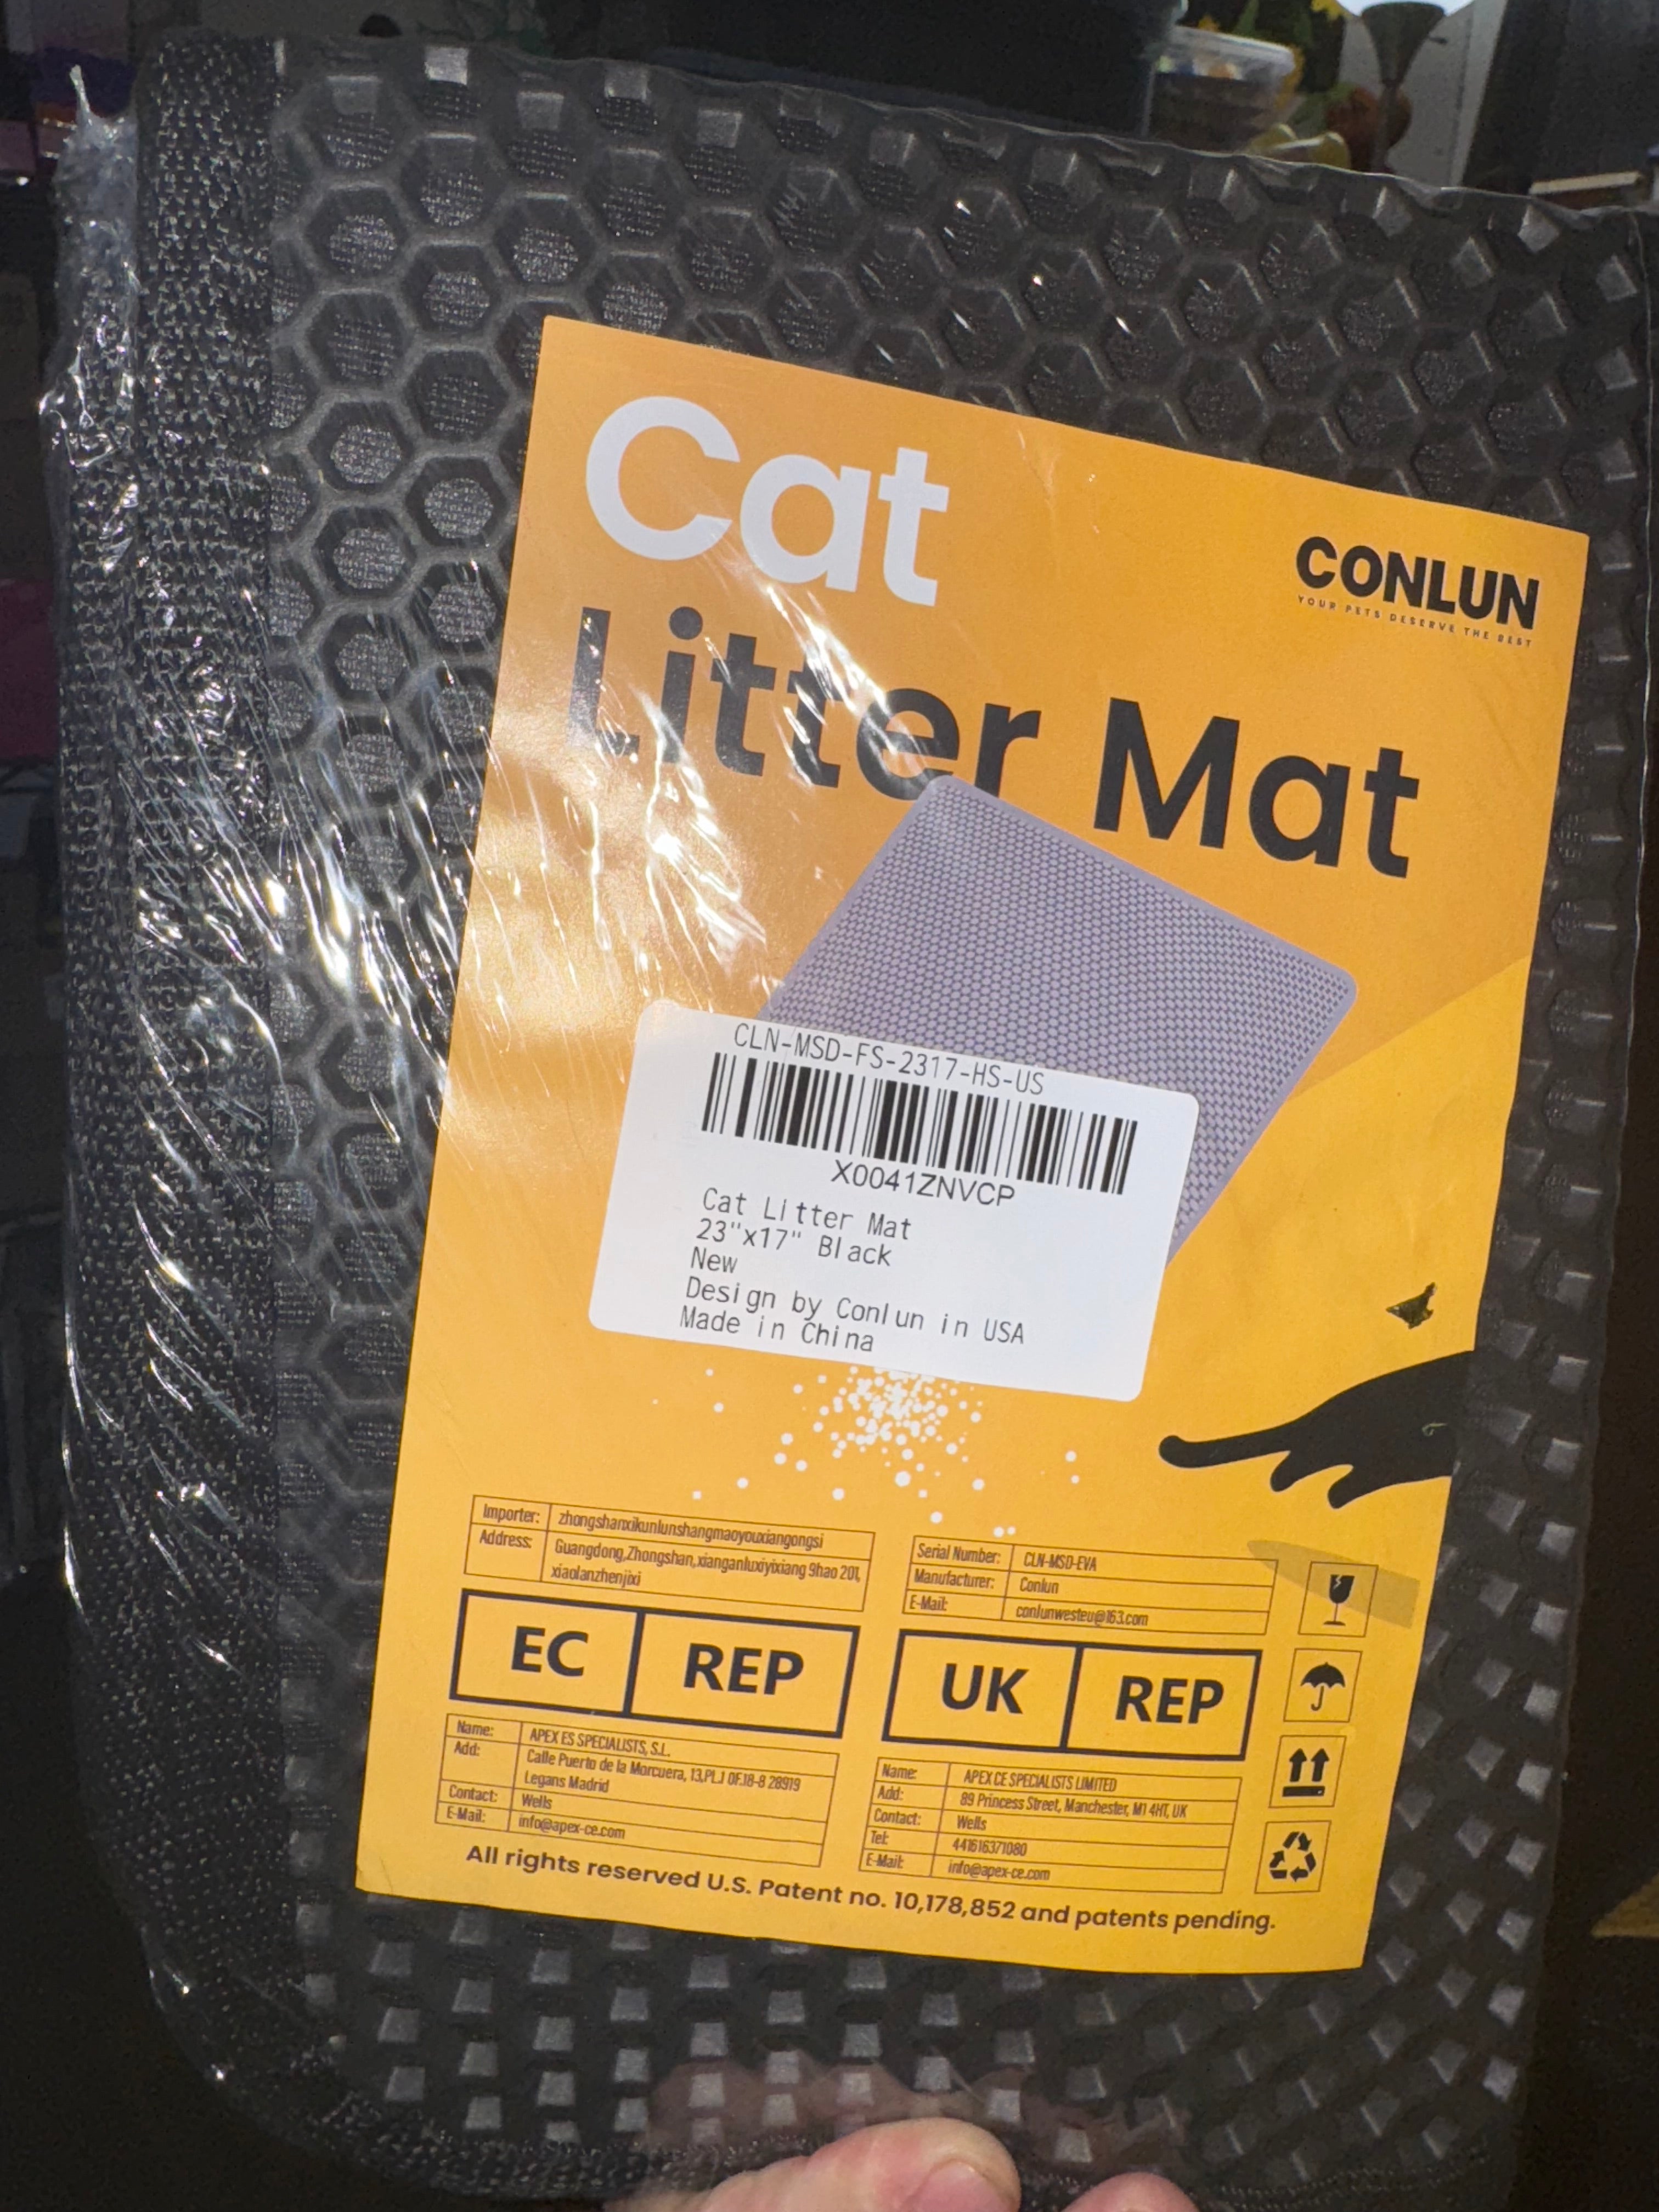 Cat
Litter Mat
CONLUN
YOUR PETS DESERVE THE BEST
CLN-MSD-FS-2317-HS-US
X0041ZNVCP
Cat Litter Mat
23"x17" Black
New
Design by Conlun in USA
Made in China
Importer: zhongshanxikunlunshangmaoyouxiangongsi
Address: Guangdong,Zhongshan,xianganluxiyixiang 9hao 201,
xiaolanzhenjixi
Serial Number: CLN-MSD-EVA
Manufacturer: Conlun
E-Mail: conlunwesteu@163.com
EC REP
UK REP
Name: APEX ES SPECIALISTS, S.L.
Add: Calle Puerto de la Morcuera, 13,PL.1 OF.18-8 28919
Legans Madrid
Contact: Wells
E-Mail: info@apex-ce.com
Name: APEX CE SPECIALISTS LIMITED
Add: 89 Princess Street, Manchester, M1 4HT, UK
Contact: Wells
Tel: 441616371080
E-Mail: info@apex-ce.com
All rights reserved U.S. Patent no. 10,178,852 and patents pending.